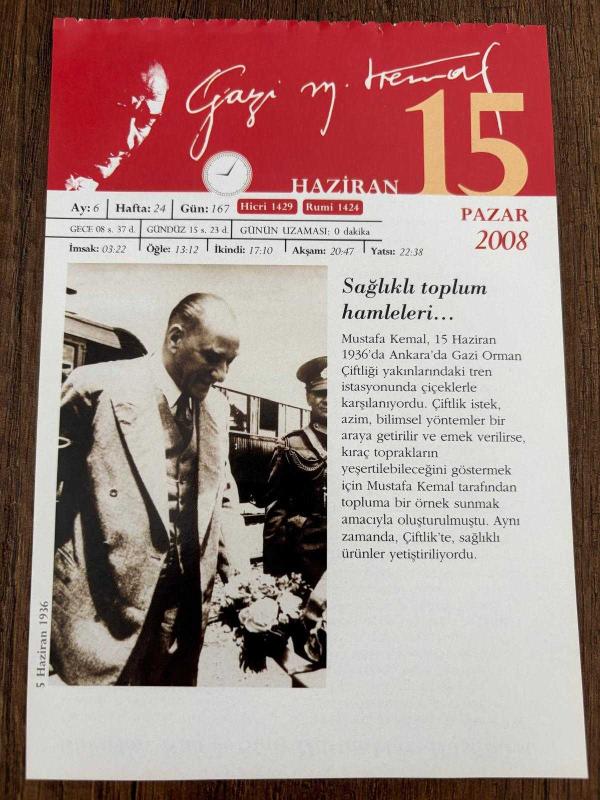 Gazi M. Kemal
HAZİRAN 15
Ay: 6 Hafta: 24 Gün: 167 Hicri 1429 Rumi 1424
PAZAR
GECE 08 s. 37 d. GÜNDÜZ 15 s. 23 d. GÜNÜN UZAMASI: 0 dakika
2008
İmsak: 03:22 Öğle: 13:12 İkindi: 17:10 Akşam: 20:47 Yatsı: 22:38
Sağlıklı toplum
hamleleri...
Mustafa Kemal, 15 Haziran
1936'da Ankara'da Gazi Orman
Çiftliği yakınlarındaki tren
istasyonunda çiçeklerle
karşılanıyordu. Çiftlik istek,
azim, bilimsel yöntemler bir
araya getirilir ve emek verilirse,
kıraç toprakların
yeşertilebileceğini göstermek
için Mustafa Kemal tarafından
topluma bir örnek sunmak
amacıyla oluşturulmuştu. Aynı
zamanda, Çiftlik'te, sağlıklı
ürünler yetiştiriliyordu.
5 Haziran 1936